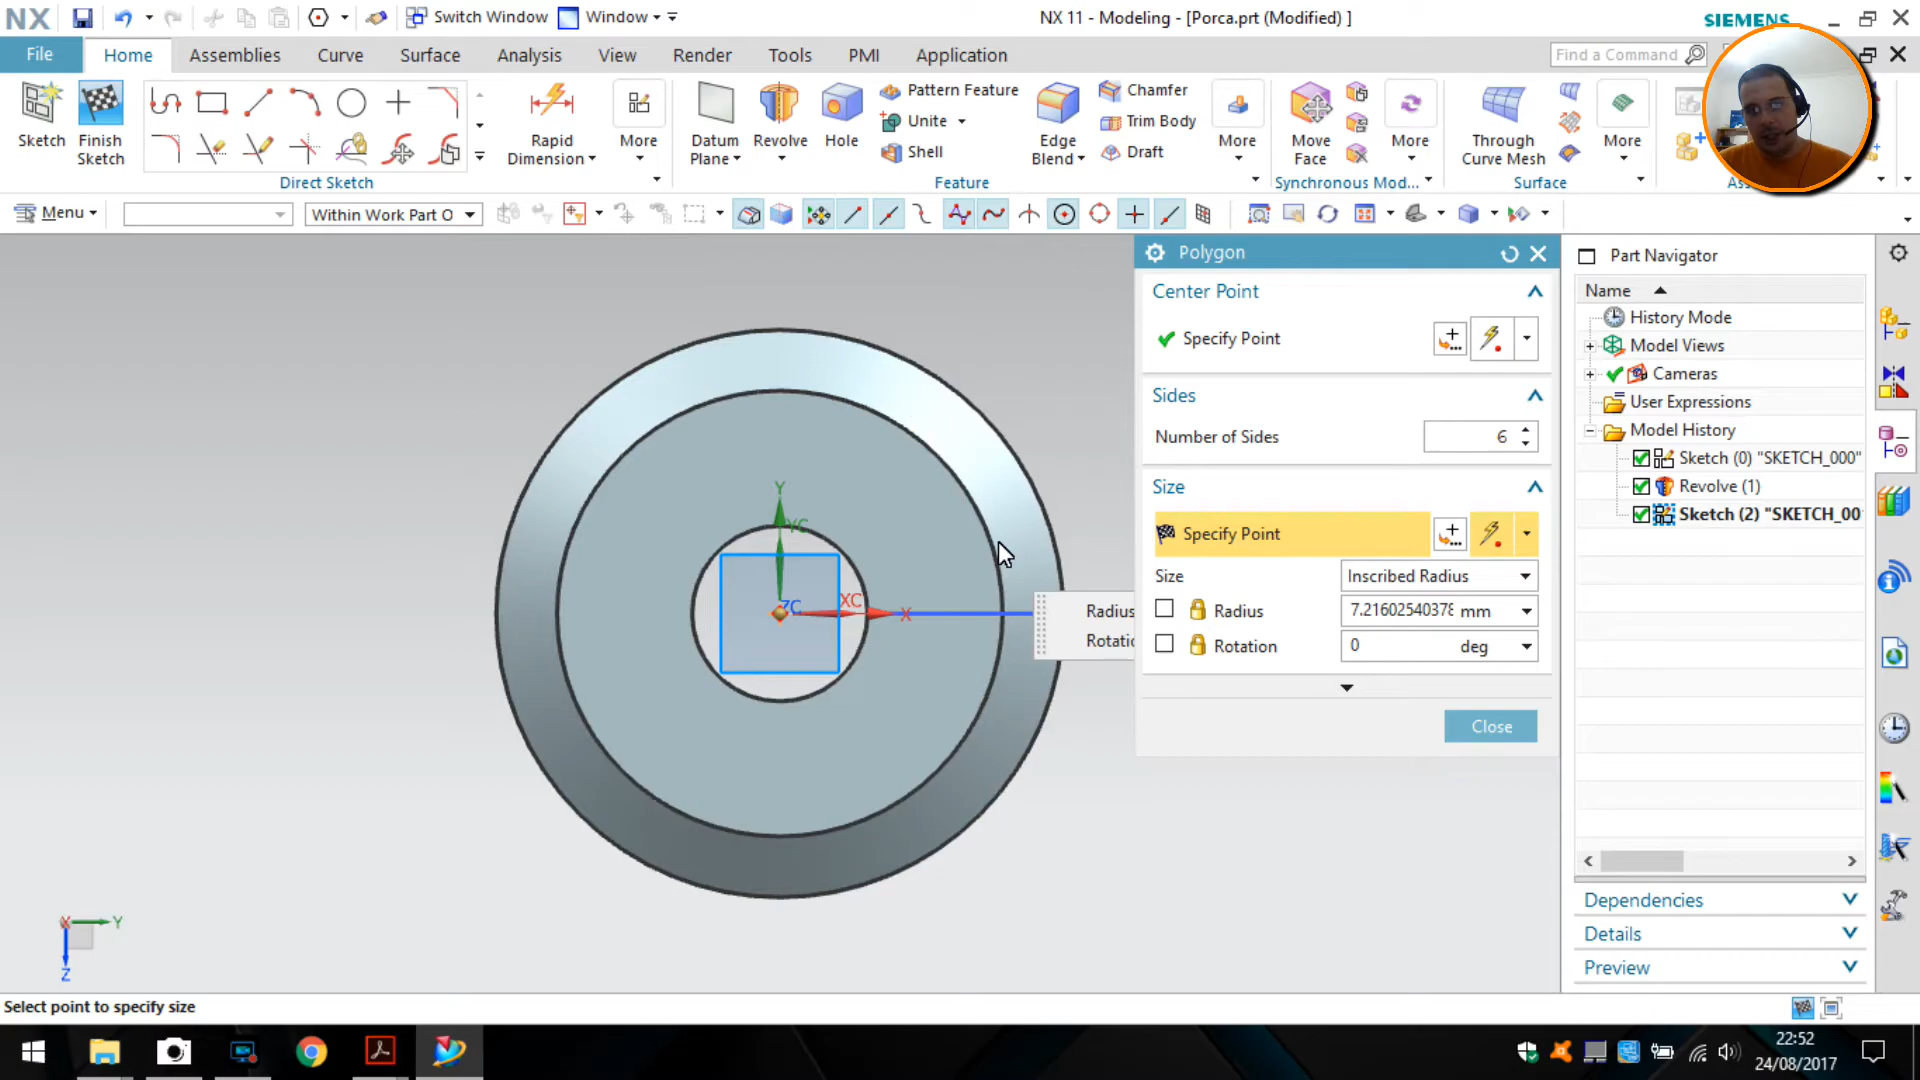 NX
Switch Window
Window
NX 11 - Modeling - [Porca.prt (Modified) ]
SIEMENS
File
Home
Assemblies
Curve
Surface
Analysis
View
Render
Tools
PMI
Application
Find a Command
Sketch
Finish Sketch
Rapid Dimension
More
Direct Sketch
Datum Plane
Revolve
Hole
Pattern Feature
Unite
Shell
Edge Blend
Chamfer
Trim Body
Draft
More
Feature
Move Face
More
Synchronous Mod...
Through Curve Mesh
More
Surface
Menu
Within Work Part O
Polygon
Center Point
Specify Point
Sides
Number of Sides
6
Size
Specify Point
Size
Inscribed Radius
Radius
7.21602540378 mm
Rotation
0 deg
Close
Y
YC
ZC
XC
X
Radius
Rotatic
Part Navigator
Name
History Mode
Model Views
Cameras
User Expressions
Model History
Sketch (0) "SKETCH_000"
Revolve (1)
Sketch (2) "SKETCH_00
Dependencies
Details
Preview
X
Y
Z
Select point to specify size
22:52
24/08/2017